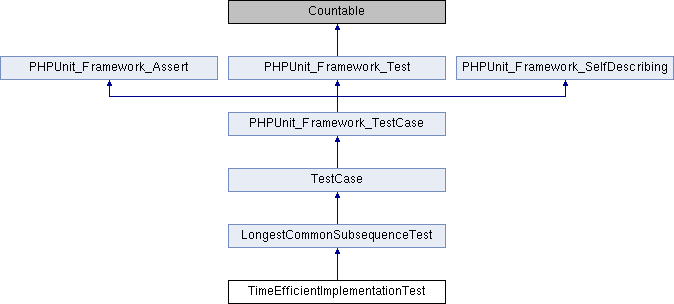 Countable
PHPUnit_Framework_Assert
PHPUnit_Framework_Test
PHPUnit_Framework_SelfDescribing
PHPUnit_Framework_TestCase
TestCase
LongestCommonSubsequenceTest
TimeEfficientImplementationTest